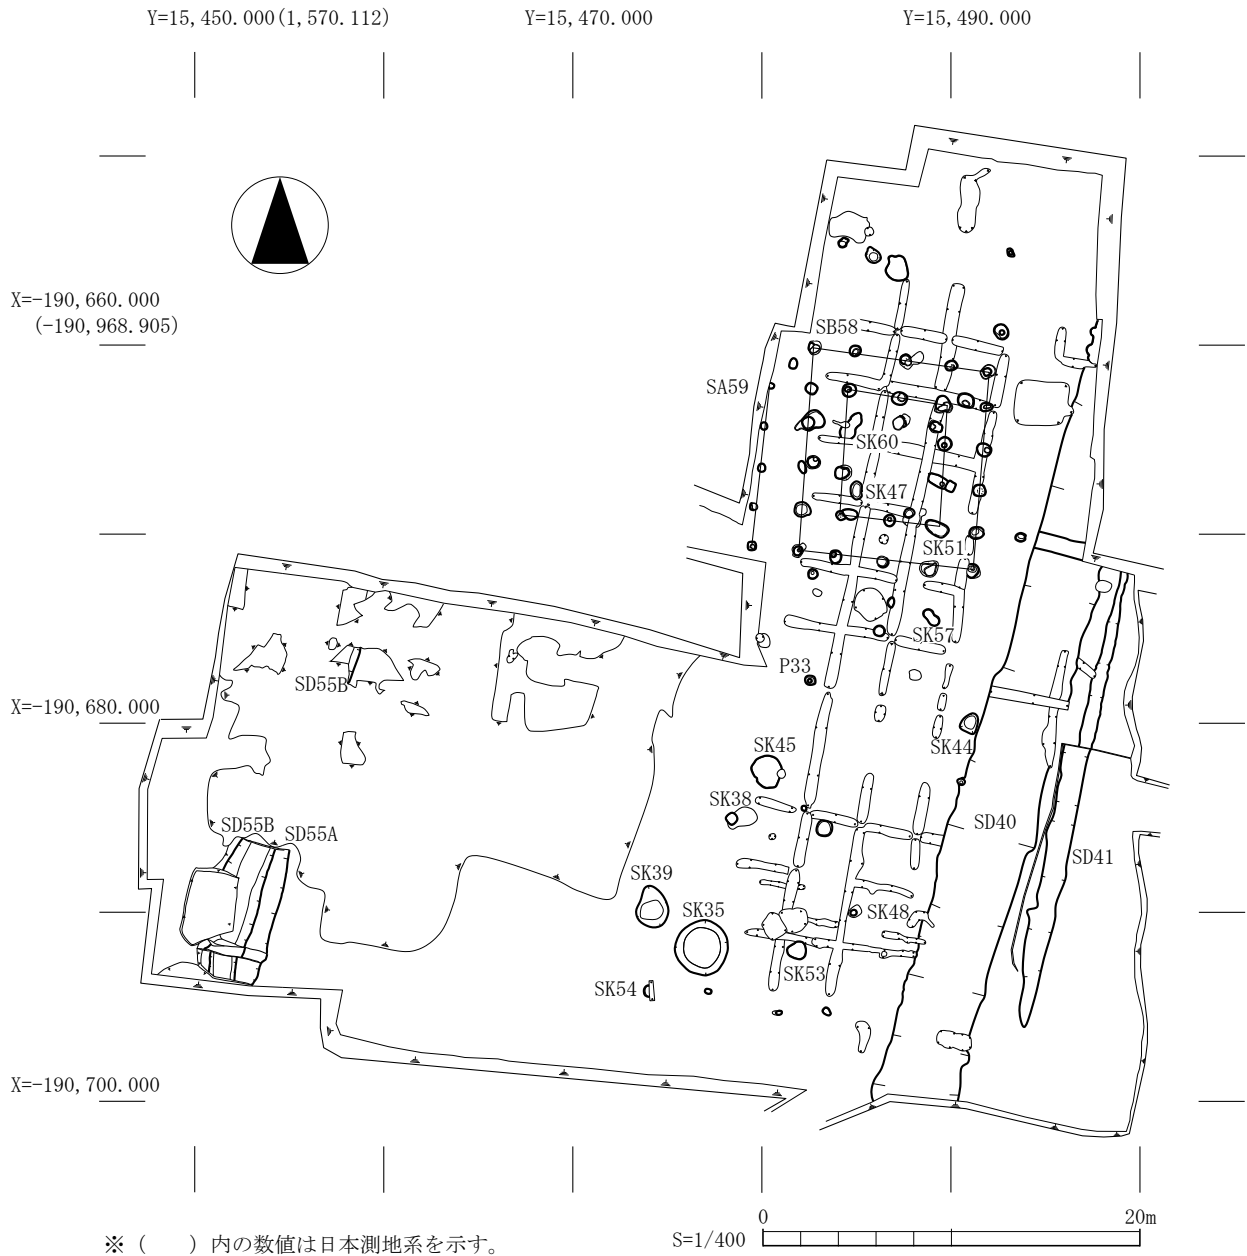 Y=15,450.000(1,570.112)
Y=15,470.000
Y=15,490.000
X=-190,660.000
(-190,968.905)
SB58
SA59
SK60
SK47
SK51
SK57
SD55B
P33
X=-190,680.000
SK44
SK45
SK38
SD55B
SD55A
SD40
SD41
SK39
SK35
SK48
SK53
SK54
X=-190,700.000
0
20m
S=1/400
※（　　）内の数値は日本測地系を示す。